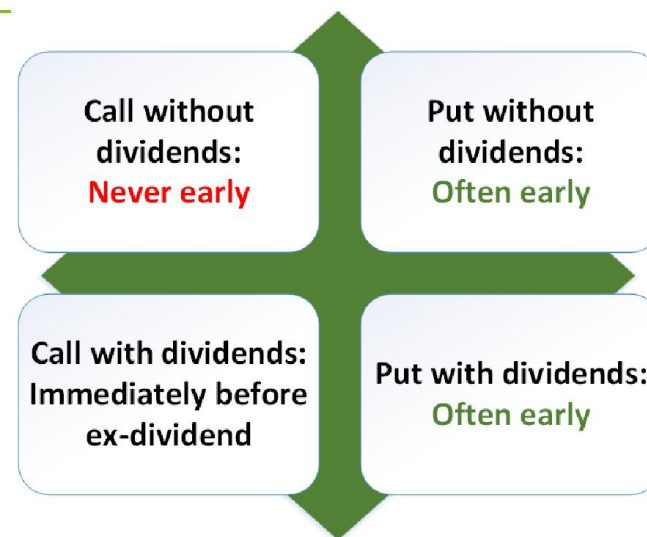 Call without
dividends:
Never early
Put without
dividends:
Often early
Call with dividends:
Immediately before
ex-dividend
Put with dividends:
Often early